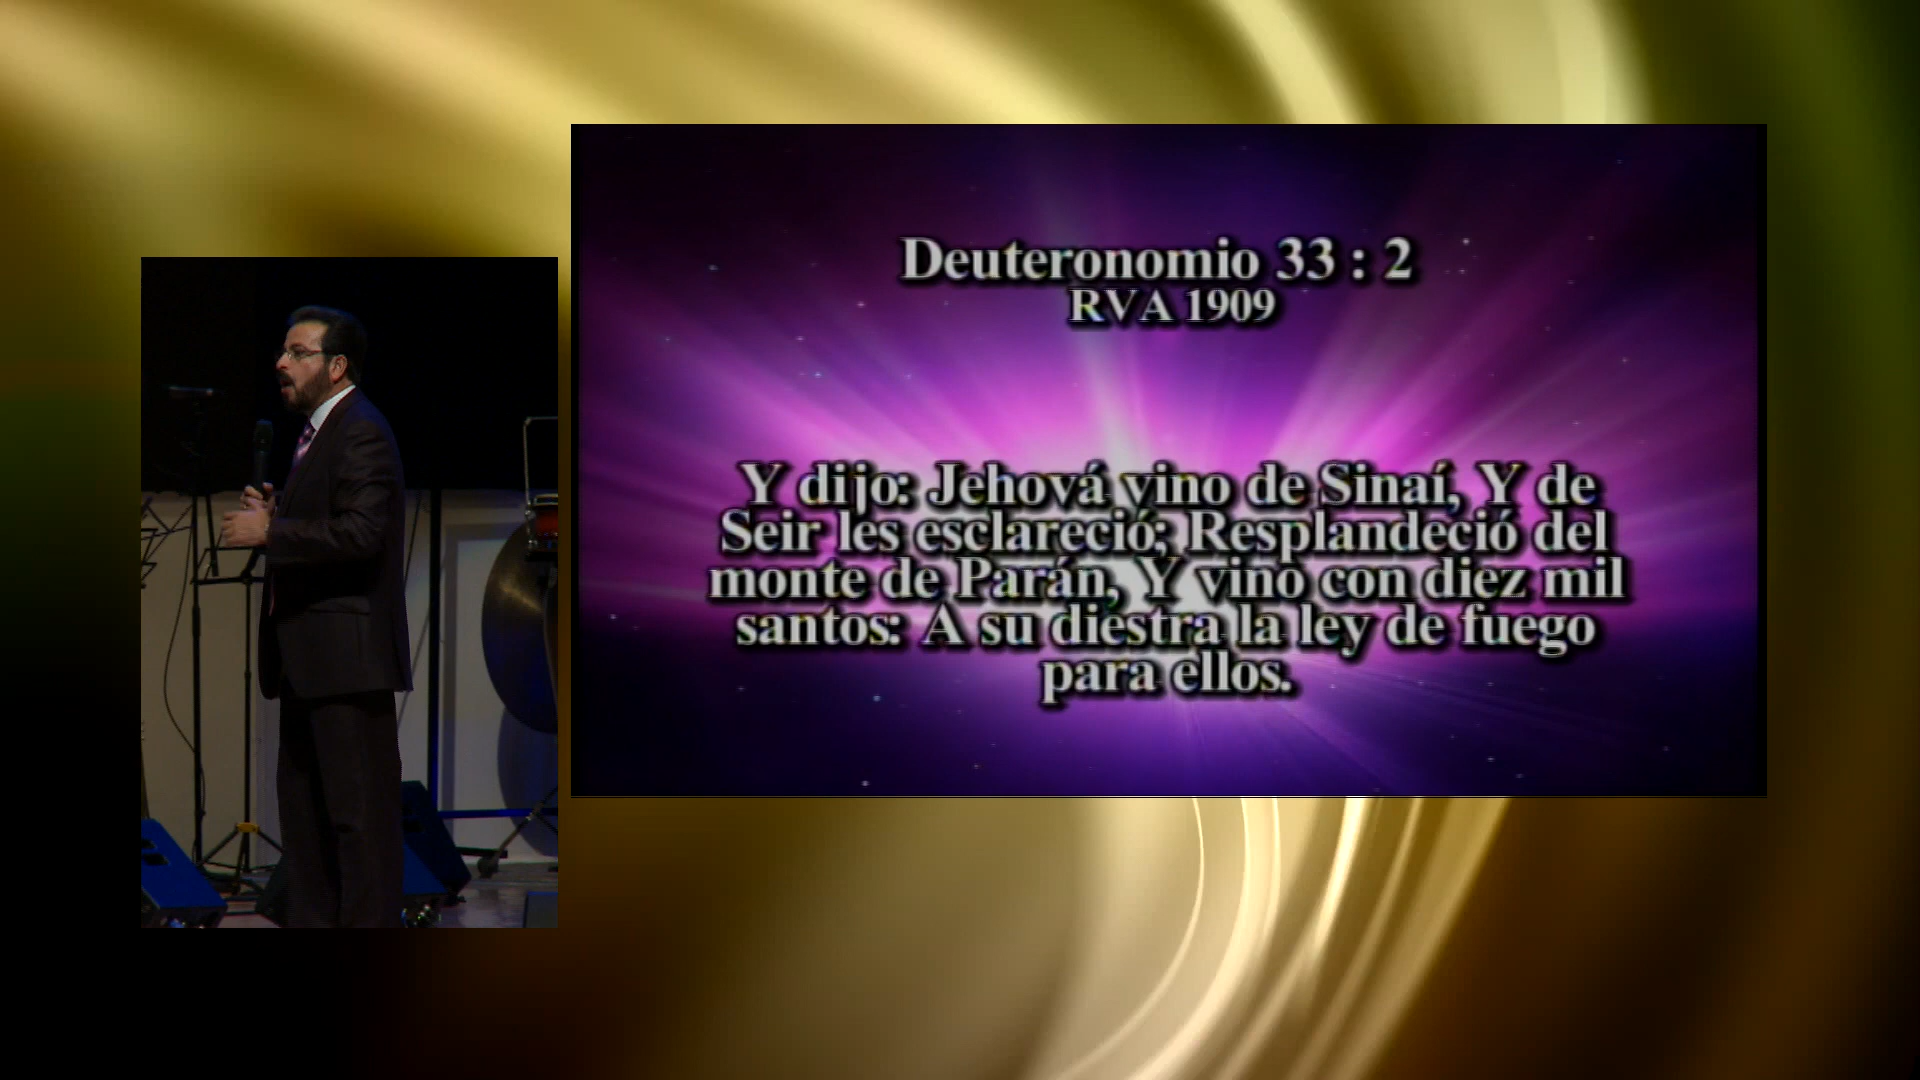 Deuteronomio 33 : 2
RVA 1909
Y dijo: Jehová vino de Sinaí, Y de
Seir les esclareció; Resplandeció del
monte de Parán, Y vino con diez mil
santos: A su diestra la ley de fuego
para ellos.